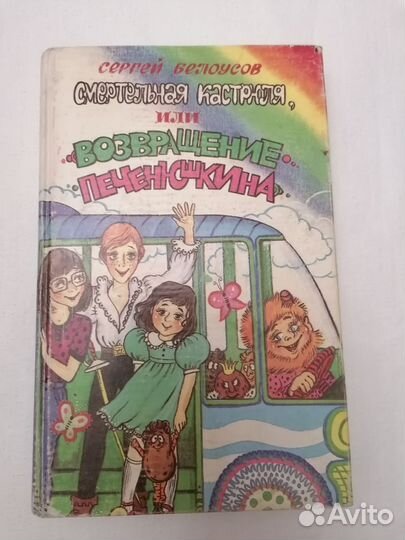 СЕРГЕЙ БЕЛОУСОВ
СМЕРТЕЛЬНАЯ КАСТРЮЛЯ,
ИЛИ
ВОЗВРАЩЕНИЕ
ПЕЧЕНЮШКИНА
Avito